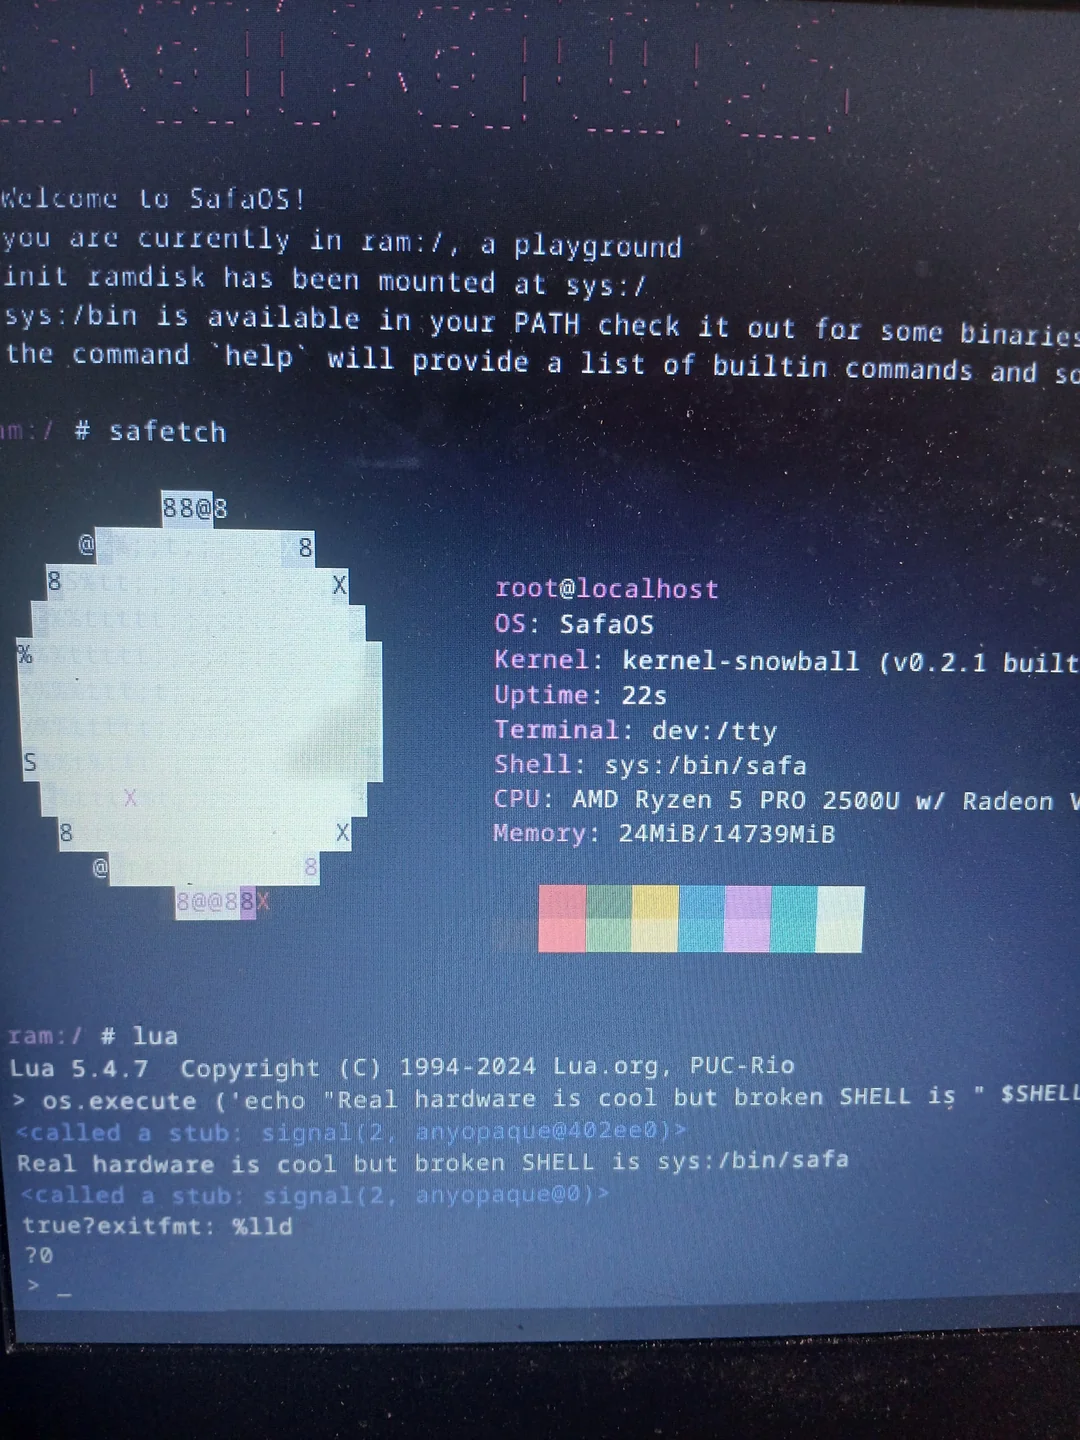 Welcome to SafaOS!
you are currently in ram:/, a playground
init ramdisk has been mounted at sys:/
sys:/bin is available in your PATH check it out for some binaries
the command `help` will provide a list of builtin commands and
am:/ # safetch
88@8
@ 8
8 X
%
S
X
8 X
@ 8
8@@88X
root@localhost
OS: SafaOS
Kernel: kernel-snowball (v0.2.1 built
Uptime: 22s
Terminal: dev:/tty
Shell: sys:/bin/safa
CPU: AMD Ryzen 5 PRO 2500U w/ Radeon
Memory: 24MiB/14739MiB
ram:/ # lua
Lua 5.4.7  Copyright (C) 1994-2024 Lua.org, PUC-Rio
> os.execute ('echo "Real hardware is cool but broken SHELL is " $SHELL
<called a stub: signal(2, anyopaque@402ee0)>
Real hardware is cool but broken SHELL is sys:/bin/safa
<called a stub: signal(2, anyopaque@0)>
true?exitfmt: %lld
?0
> _